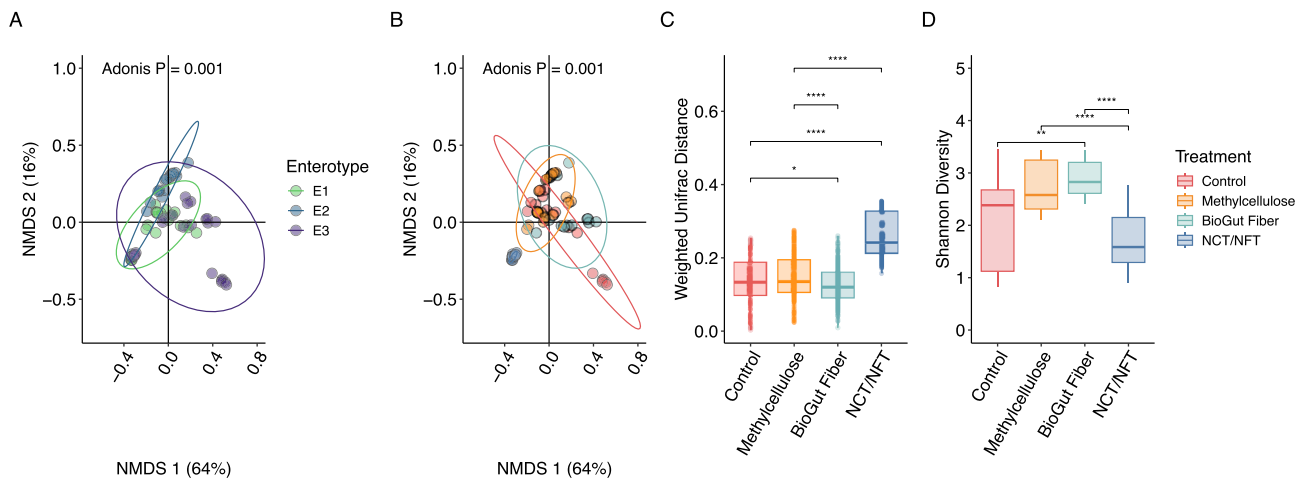 A
Adonis P = 0.001
NMDS 2 (16%)
1.0
0.5
0.0
−0.5
−0.4
0.0
0.4
0.8
NMDS 1 (64%)
Enterotype
E1
E2
E3
B
Adonis P = 0.001
NMDS 2 (16%)
1.0
0.5
0.0
−0.5
−0.4
0.0
0.4
0.8
NMDS 1 (64%)
C
Weighted Unifrac Distance
0.6
0.4
0.2
0.0
****
****
****
*
Control
Methylcellulose
BioGut Fiber
NCT/NFT
D
Shannon Diversity
5
4
3
2
1
0
****
****
**
Control
Methylcellulose
BioGut Fiber
NCT/NFT
Treatment
Control
Methylcellulose
BioGut Fiber
NCT/NFT